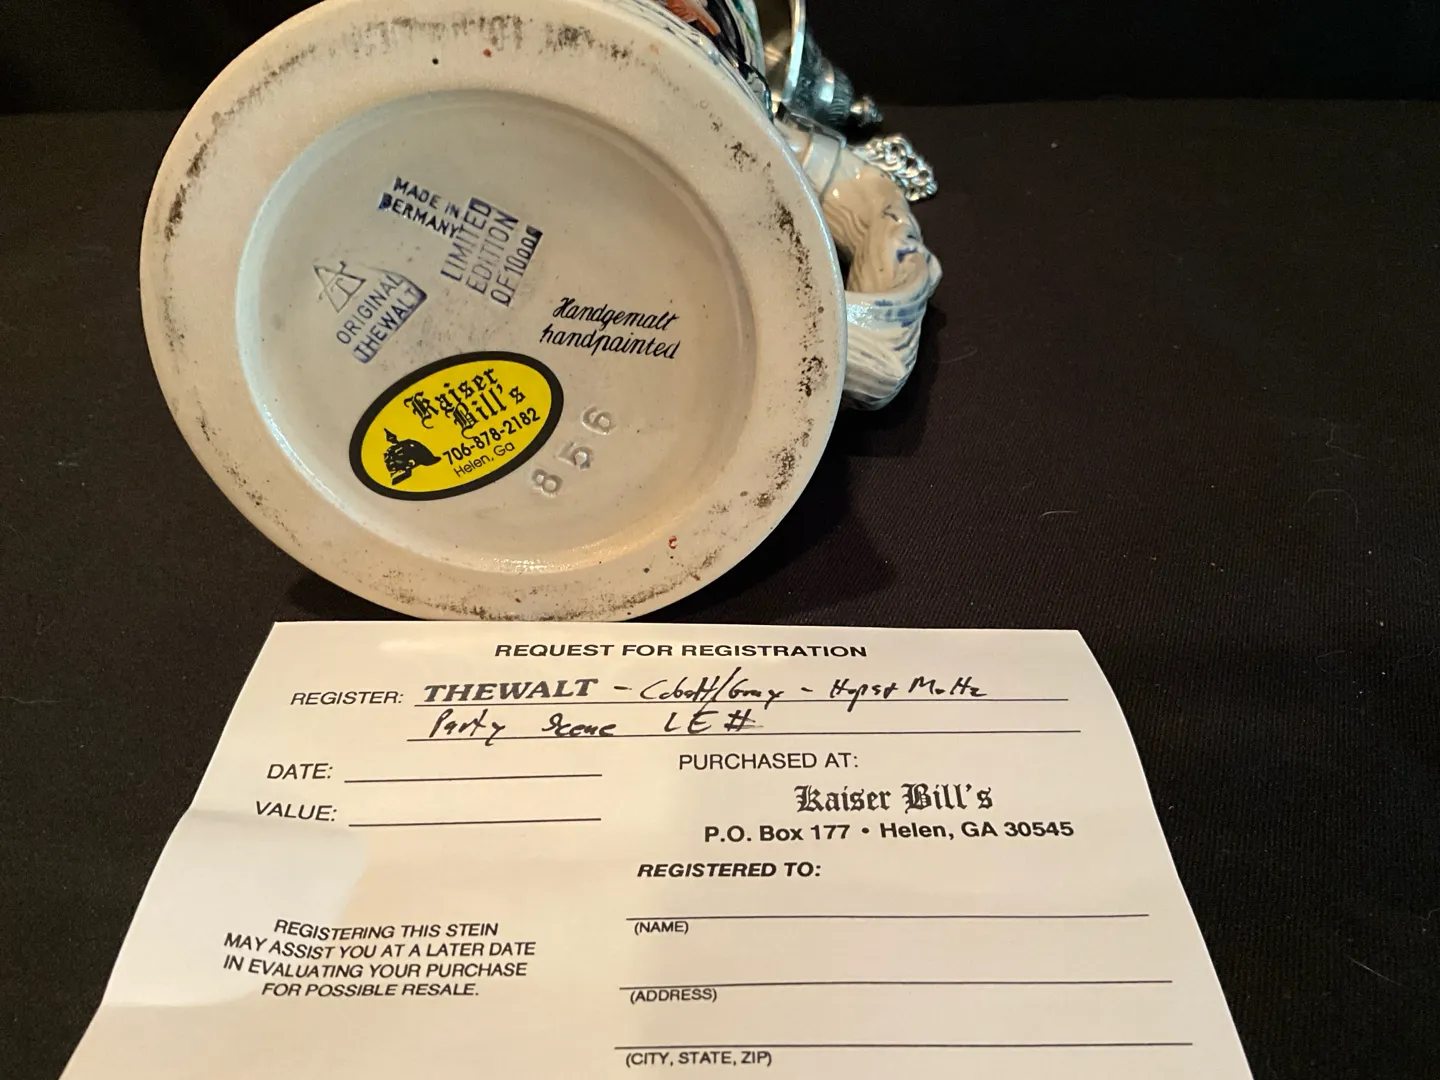 MADE IN
GERMANY
LIMITED
EDITION
OF 10000
ORIGINAL
THEWALT
Handgemalt
handpainted
Kaiser
Bill's
706-878-2182
Helen, Ga
856
REQUEST FOR REGISTRATION
REGISTER: THEWALT - Cobalt/Gray -
Party Scene LE#
DATE:
VALUE:
PURCHASED AT:
Kaiser Bill's
P.O. Box 177 • Helen, GA 30545
REGISTERED TO:
(NAME)
(ADDRESS)
(CITY, STATE, ZIP)
REGISTERING THIS STEIN
MAY ASSIST YOU AT A LATER DATE
IN EVALUATING YOUR PURCHASE
FOR POSSIBLE RESALE.